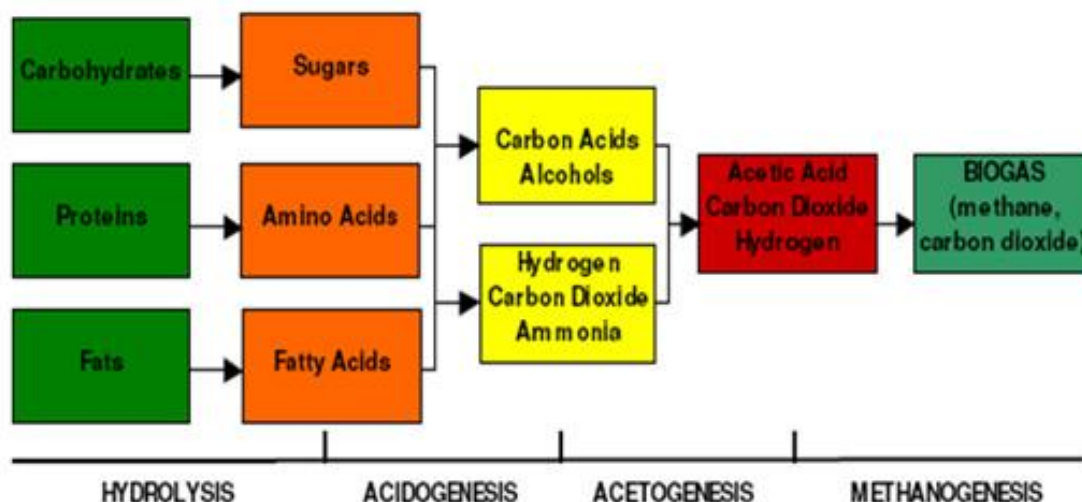 Carbohydrates
Sugars
Carbon Acids
Alcohols
Acetic Acid
Carbon Dioxide
Hydrogen
BIOGAS
(methane,
carbon dioxide)
Proteins
Amino Acids
Hydrogen
Carbon Dioxide
Ammonia
Fats
Fatty Acids
HYDROLYSIS
ACIDOGENESIS
ACETOGENESIS
METHANOGENESIS